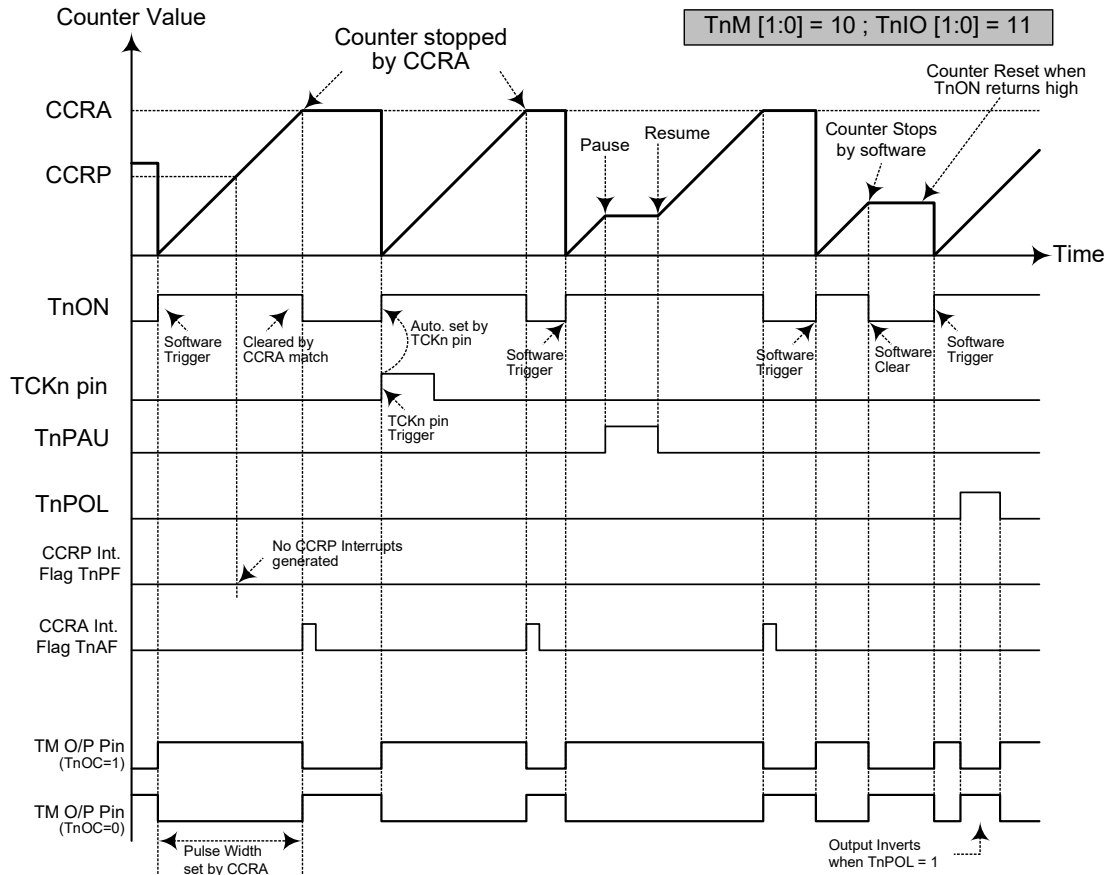 Counter Value
TnM [1:0] = 10 ; TnIO [1:0] = 11
Counter stopped
by CCRA
Counter Reset when
TnON returns high
CCRA
Pause
Resume
Counter Stops
by software
CCRP
Time
TnON
Software
Trigger
Cleared by
CCRA match
Auto. set by
TCKn pin
Software
Trigger
Software
Trigger
Software
Clear
Software
Trigger
TCKn pin
TCKn pin
Trigger
TnPAU
TnPOL
No CCRP Interrupts
generated
CCRP Int.
Flag TnPF
CCRA Int.
Flag TnAF
TM O/P Pin
(TnOC=1)
TM O/P Pin
(TnOC=0)
Pulse Width
set by CCRA
Output Inverts
when TnPOL = 1